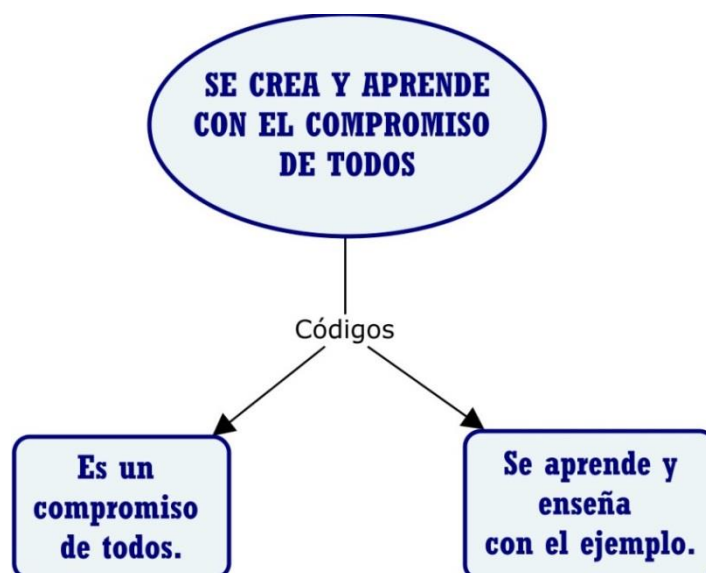 SE CREA Y APRENDE
CON EL COMPROMISO
DE TODOS
Códigos
Es un
compromiso
de todos.
Se aprende y
enseña
con el ejemplo.